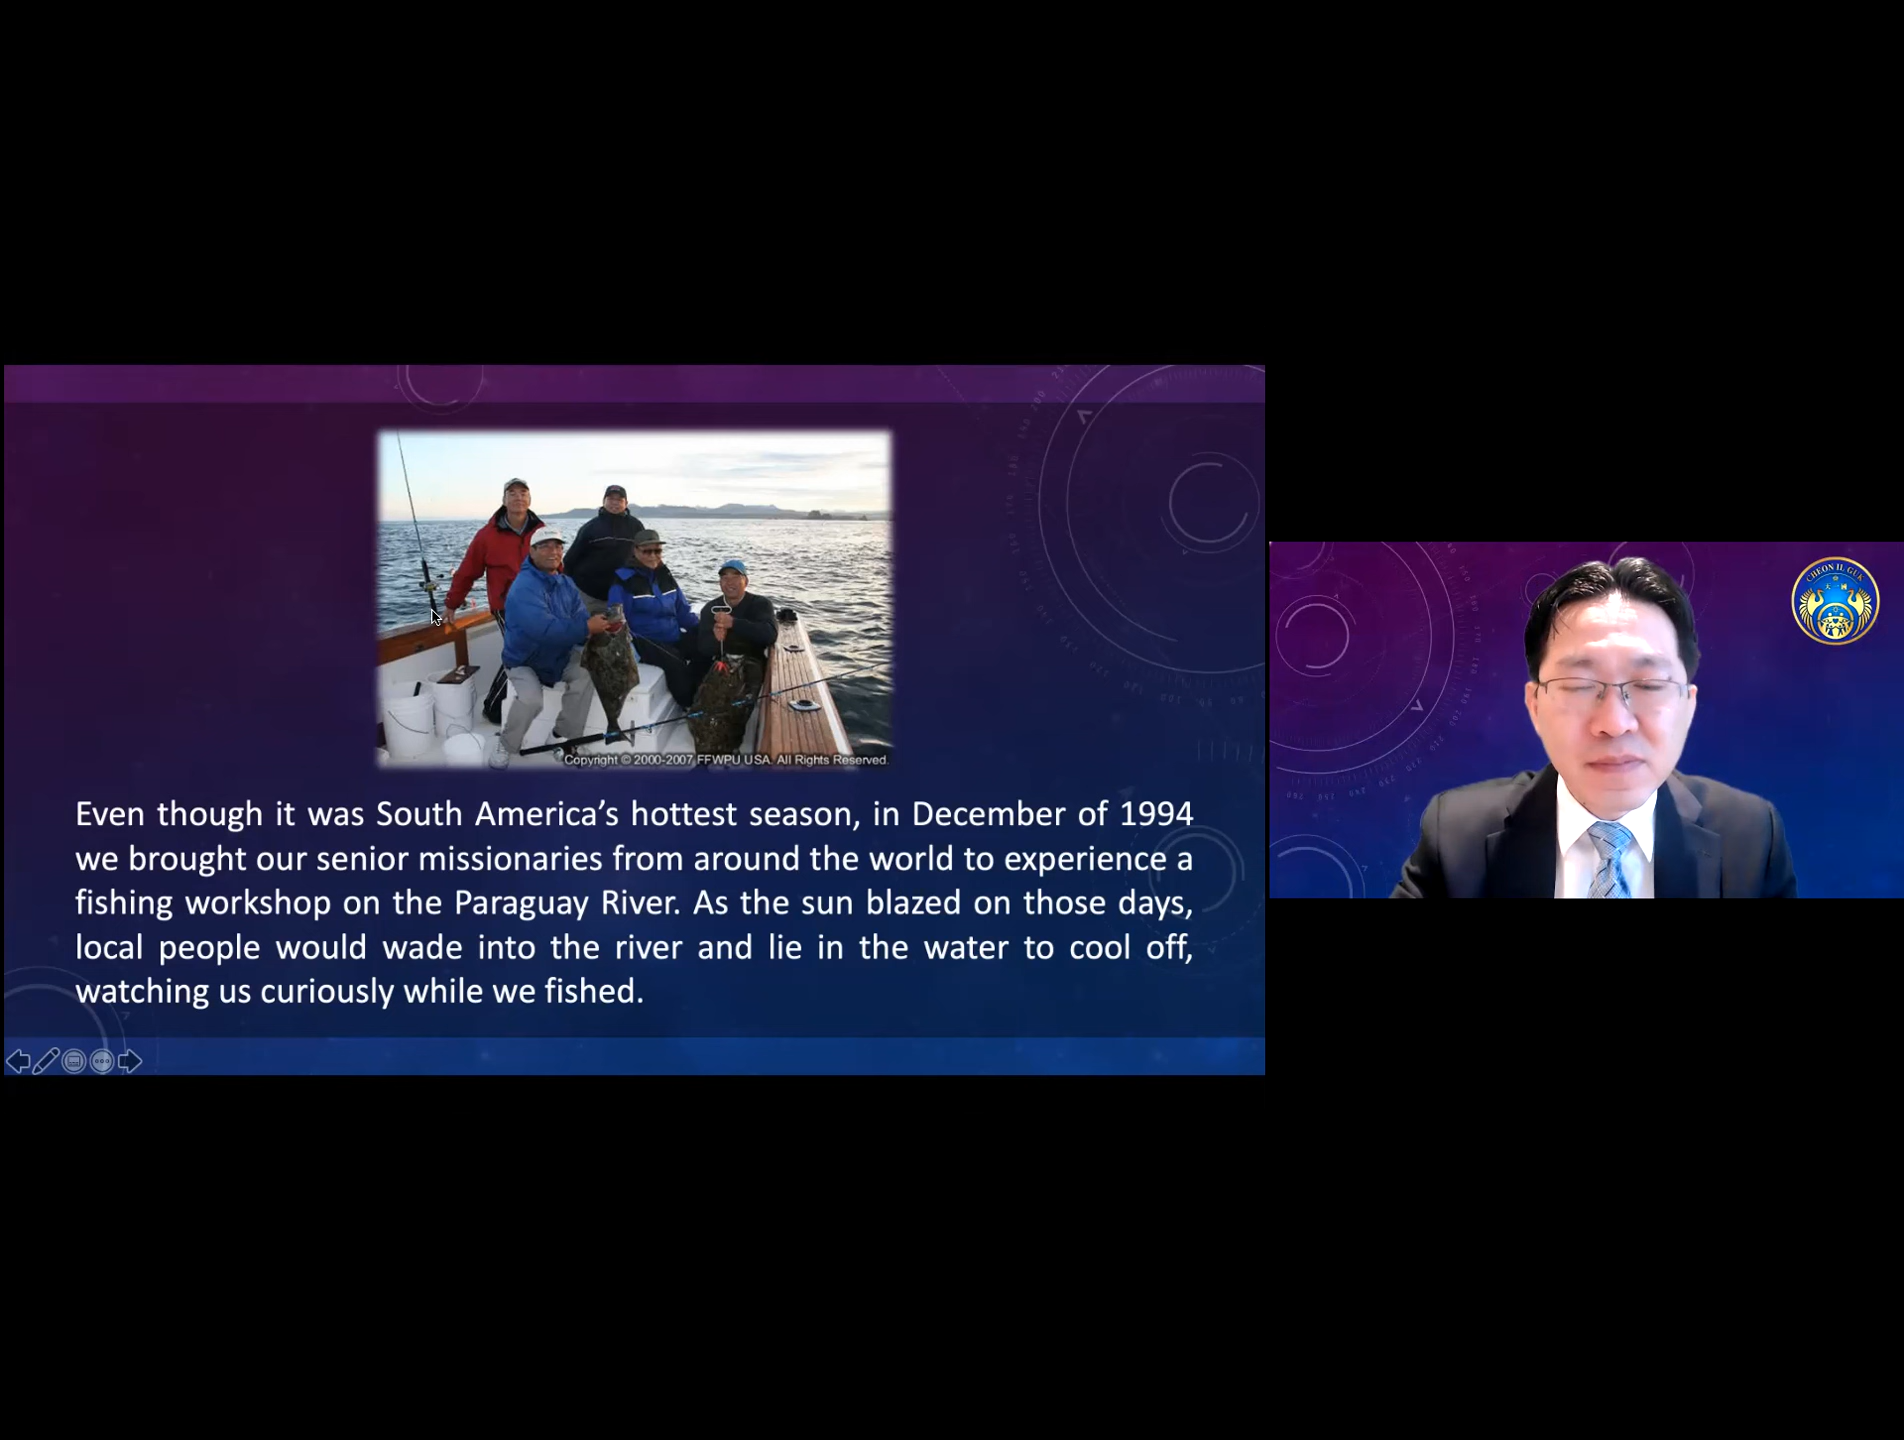 Copyright © 2000-2007 FFWPU USA. All Rights Reserved.
Even though it was South America’s hottest season, in December of 1994
we brought our senior missionaries from around the world to experience a
fishing workshop on the Paraguay River. As the sun blazed on those days,
local people would wade into the river and lie in the water to cool off,
watching us curiously while we fished.
CHEON IL GUK